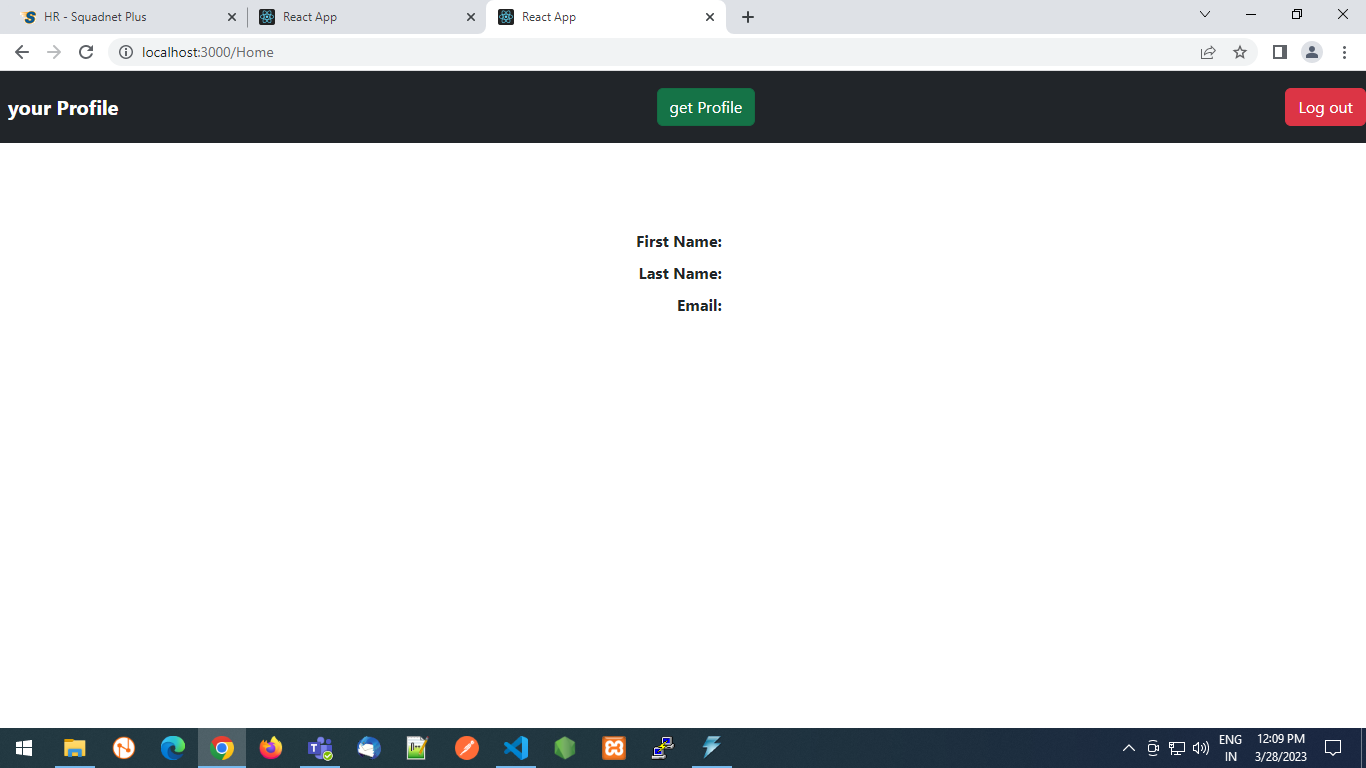 HR - Squadnet Plus
React App
React App
localhost:3000/Home
your Profile
get Profile
Log out
First Name:
Last Name:
Email:
ENG
IN
12:09 PM
3/28/2023